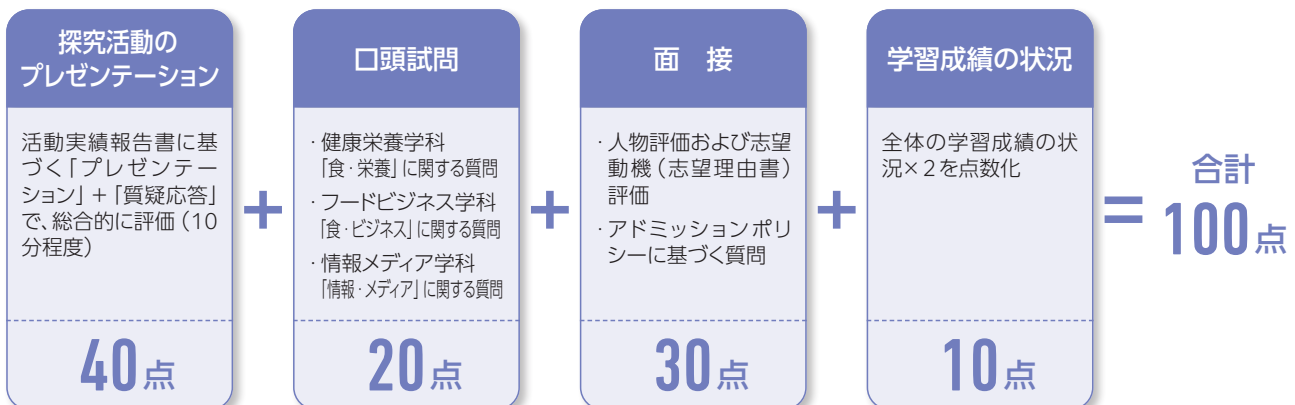 探究活動の
プレゼンテーション
活動実績報告書に基
づく「プレゼンテー
ション」+「質疑応答」
で、総合的に評価(10
分程度)
40点
+
口頭試問
・健康栄養学科
「食・栄養」に関する質問
・フードビジネス学科
「食・ビジネス」に関する質問
・情報メディア学科
「情報・メディア」に関する質問
20点
+
面 接
・人物評価および志望
動機(志望理由書)
評価
・アドミッションポリ
シーに基づく質問
30点
+
学習成績の状況
全体の学習成績の状
況×2を点数化
10点
=
合計
100点